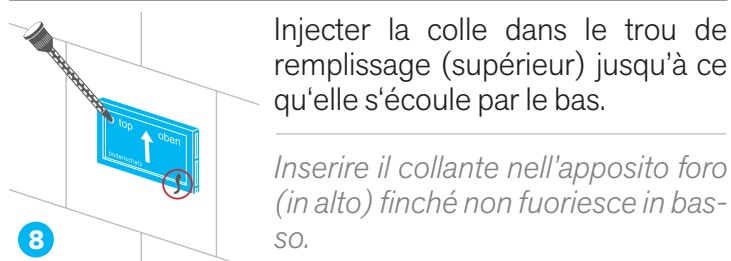 top
oben
bodenschatz
8
Injecter la colle dans le trou de
remplissage (supérieur) jusqu’à ce
qu‘elle s‘écoule par le bas.
Inserire il collante nell’apposito foro
(in alto) finché non fuoriesce in bas-
so.